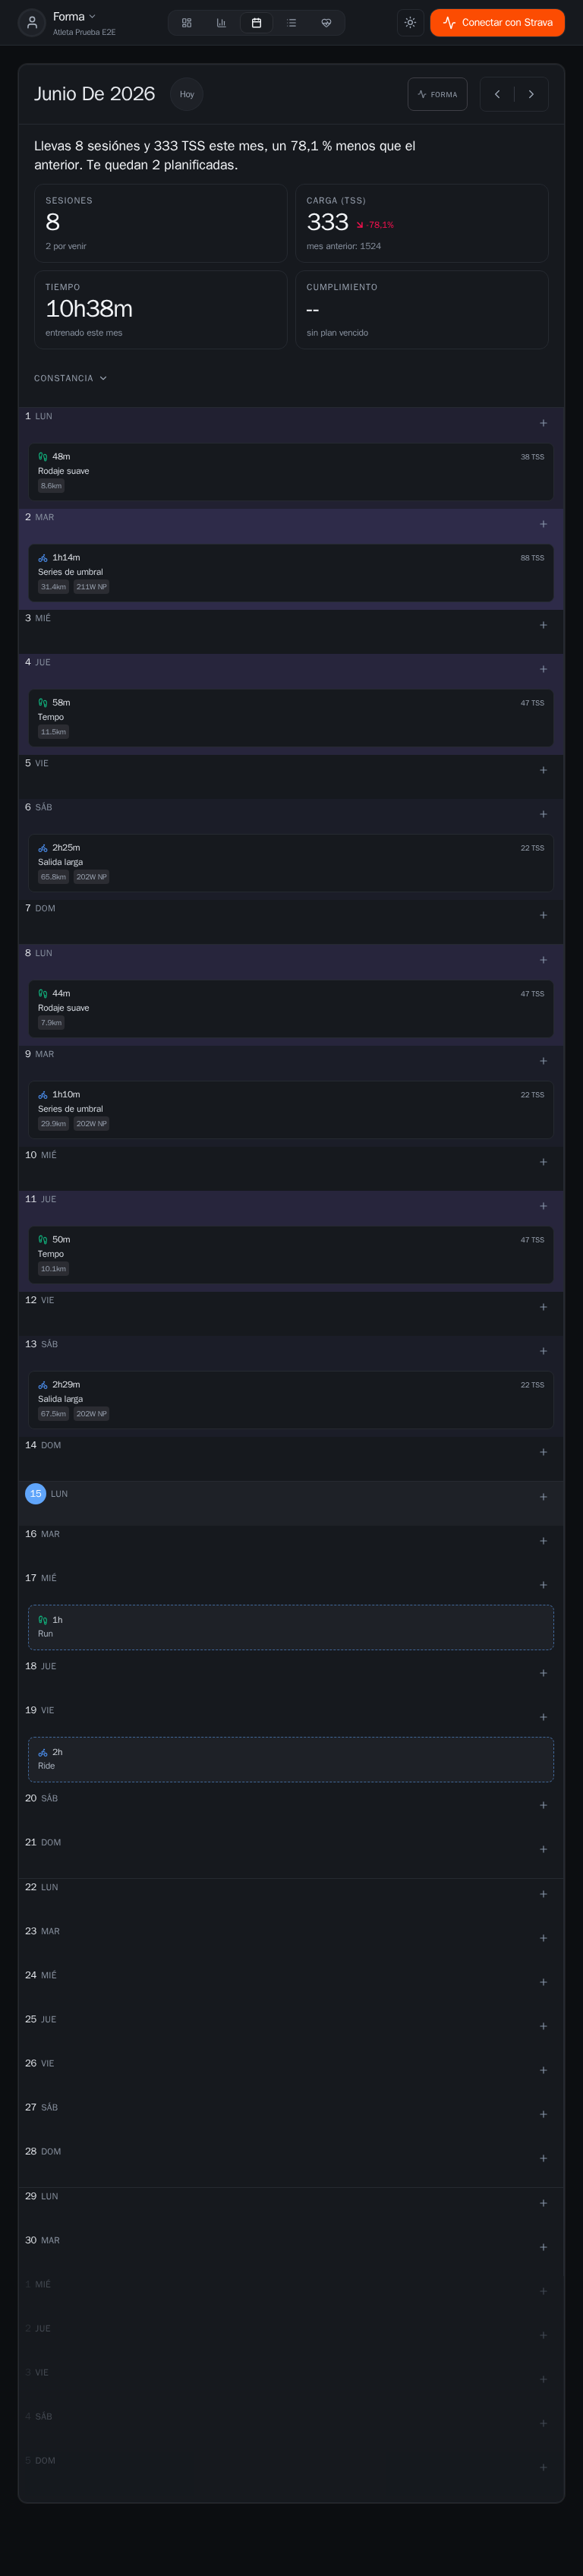 Forma
Atleta Prueba E2E
Conectar con Strava
Junio De 2026
Hoy
FORMA
Llevas 8 sesiónes y 333 TSS este mes, un 78,1 % menos que el
anterior. Te quedan 2 planificadas.
SESIONES
8
2 por venir
CARGA (TSS)
333 -78,1%
mes anterior: 1524
TIEMPO
10h38m
entrenado este mes
CUMPLIMIENTO
--
sin plan vencido
CONSTANCIA
1 LUN
48m 38 TSS
Rodaje suave
8.6km
2 MAR
1h14m 88 TSS
Series de umbral
31.4km 211W NP
3 MIÉ
4 JUE
58m 47 TSS
Tempo
11.5km
5 VIE
6 SÁB
2h25m 22 TSS
Salida larga
65.8km 202W NP
7 DOM
8 LUN
44m 47 TSS
Rodaje suave
7.9km
9 MAR
1h10m 22 TSS
Series de umbral
29.9km 202W NP
10 MIÉ
11 JUE
50m 47 TSS
Tempo
10.1km
12 VIE
13 SÁB
2h29m 22 TSS
Salida larga
67.5km 202W NP
14 DOM
15 LUN
16 MAR
17 MIÉ
1h
Run
18 JUE
19 VIE
2h
Ride
20 SÁB
21 DOM
22 LUN
23 MAR
24 MIÉ
25 JUE
26 VIE
27 SÁB
28 DOM
29 LUN
30 MAR
1 MIÉ
2 JUE
3 VIE
4 SÁB
5 DOM